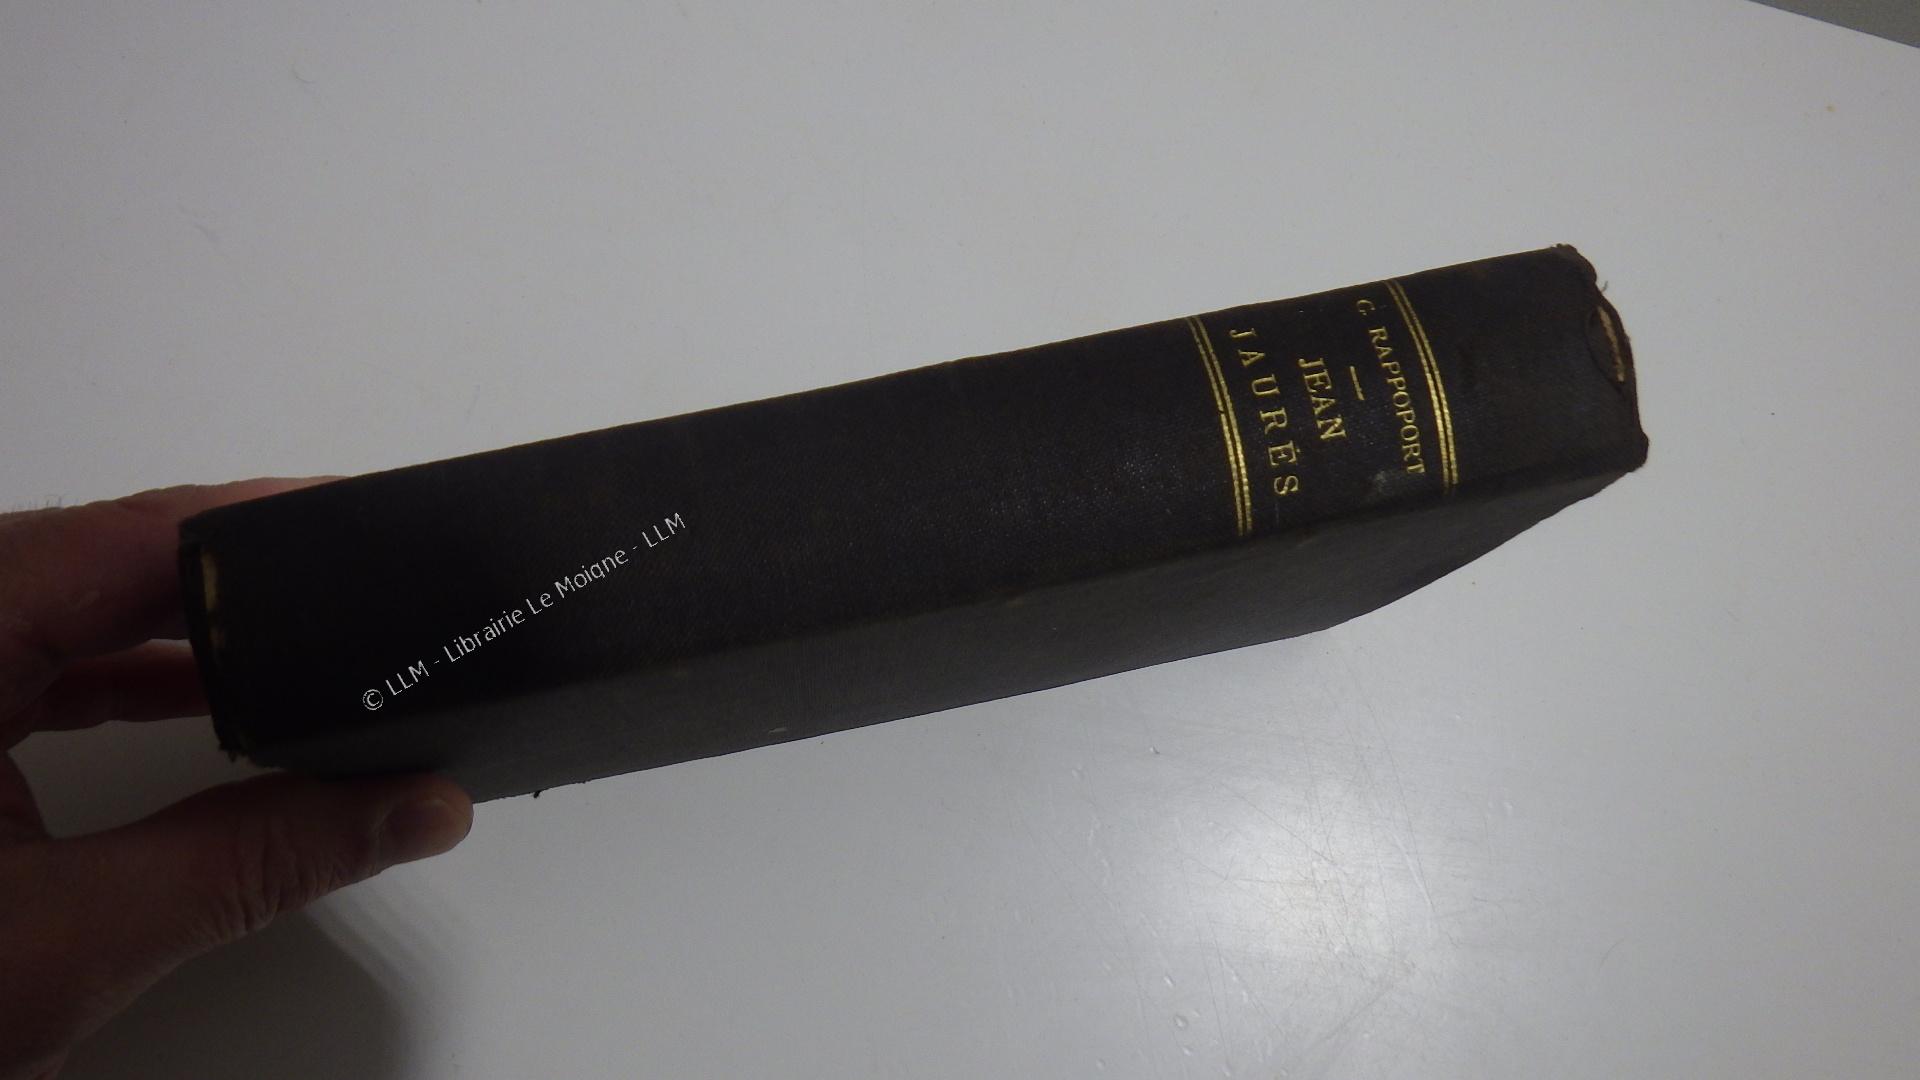 C. RAPPOPORT
JEAN
JAURÈS
© LLM - Librairie Le Moigne - LLM